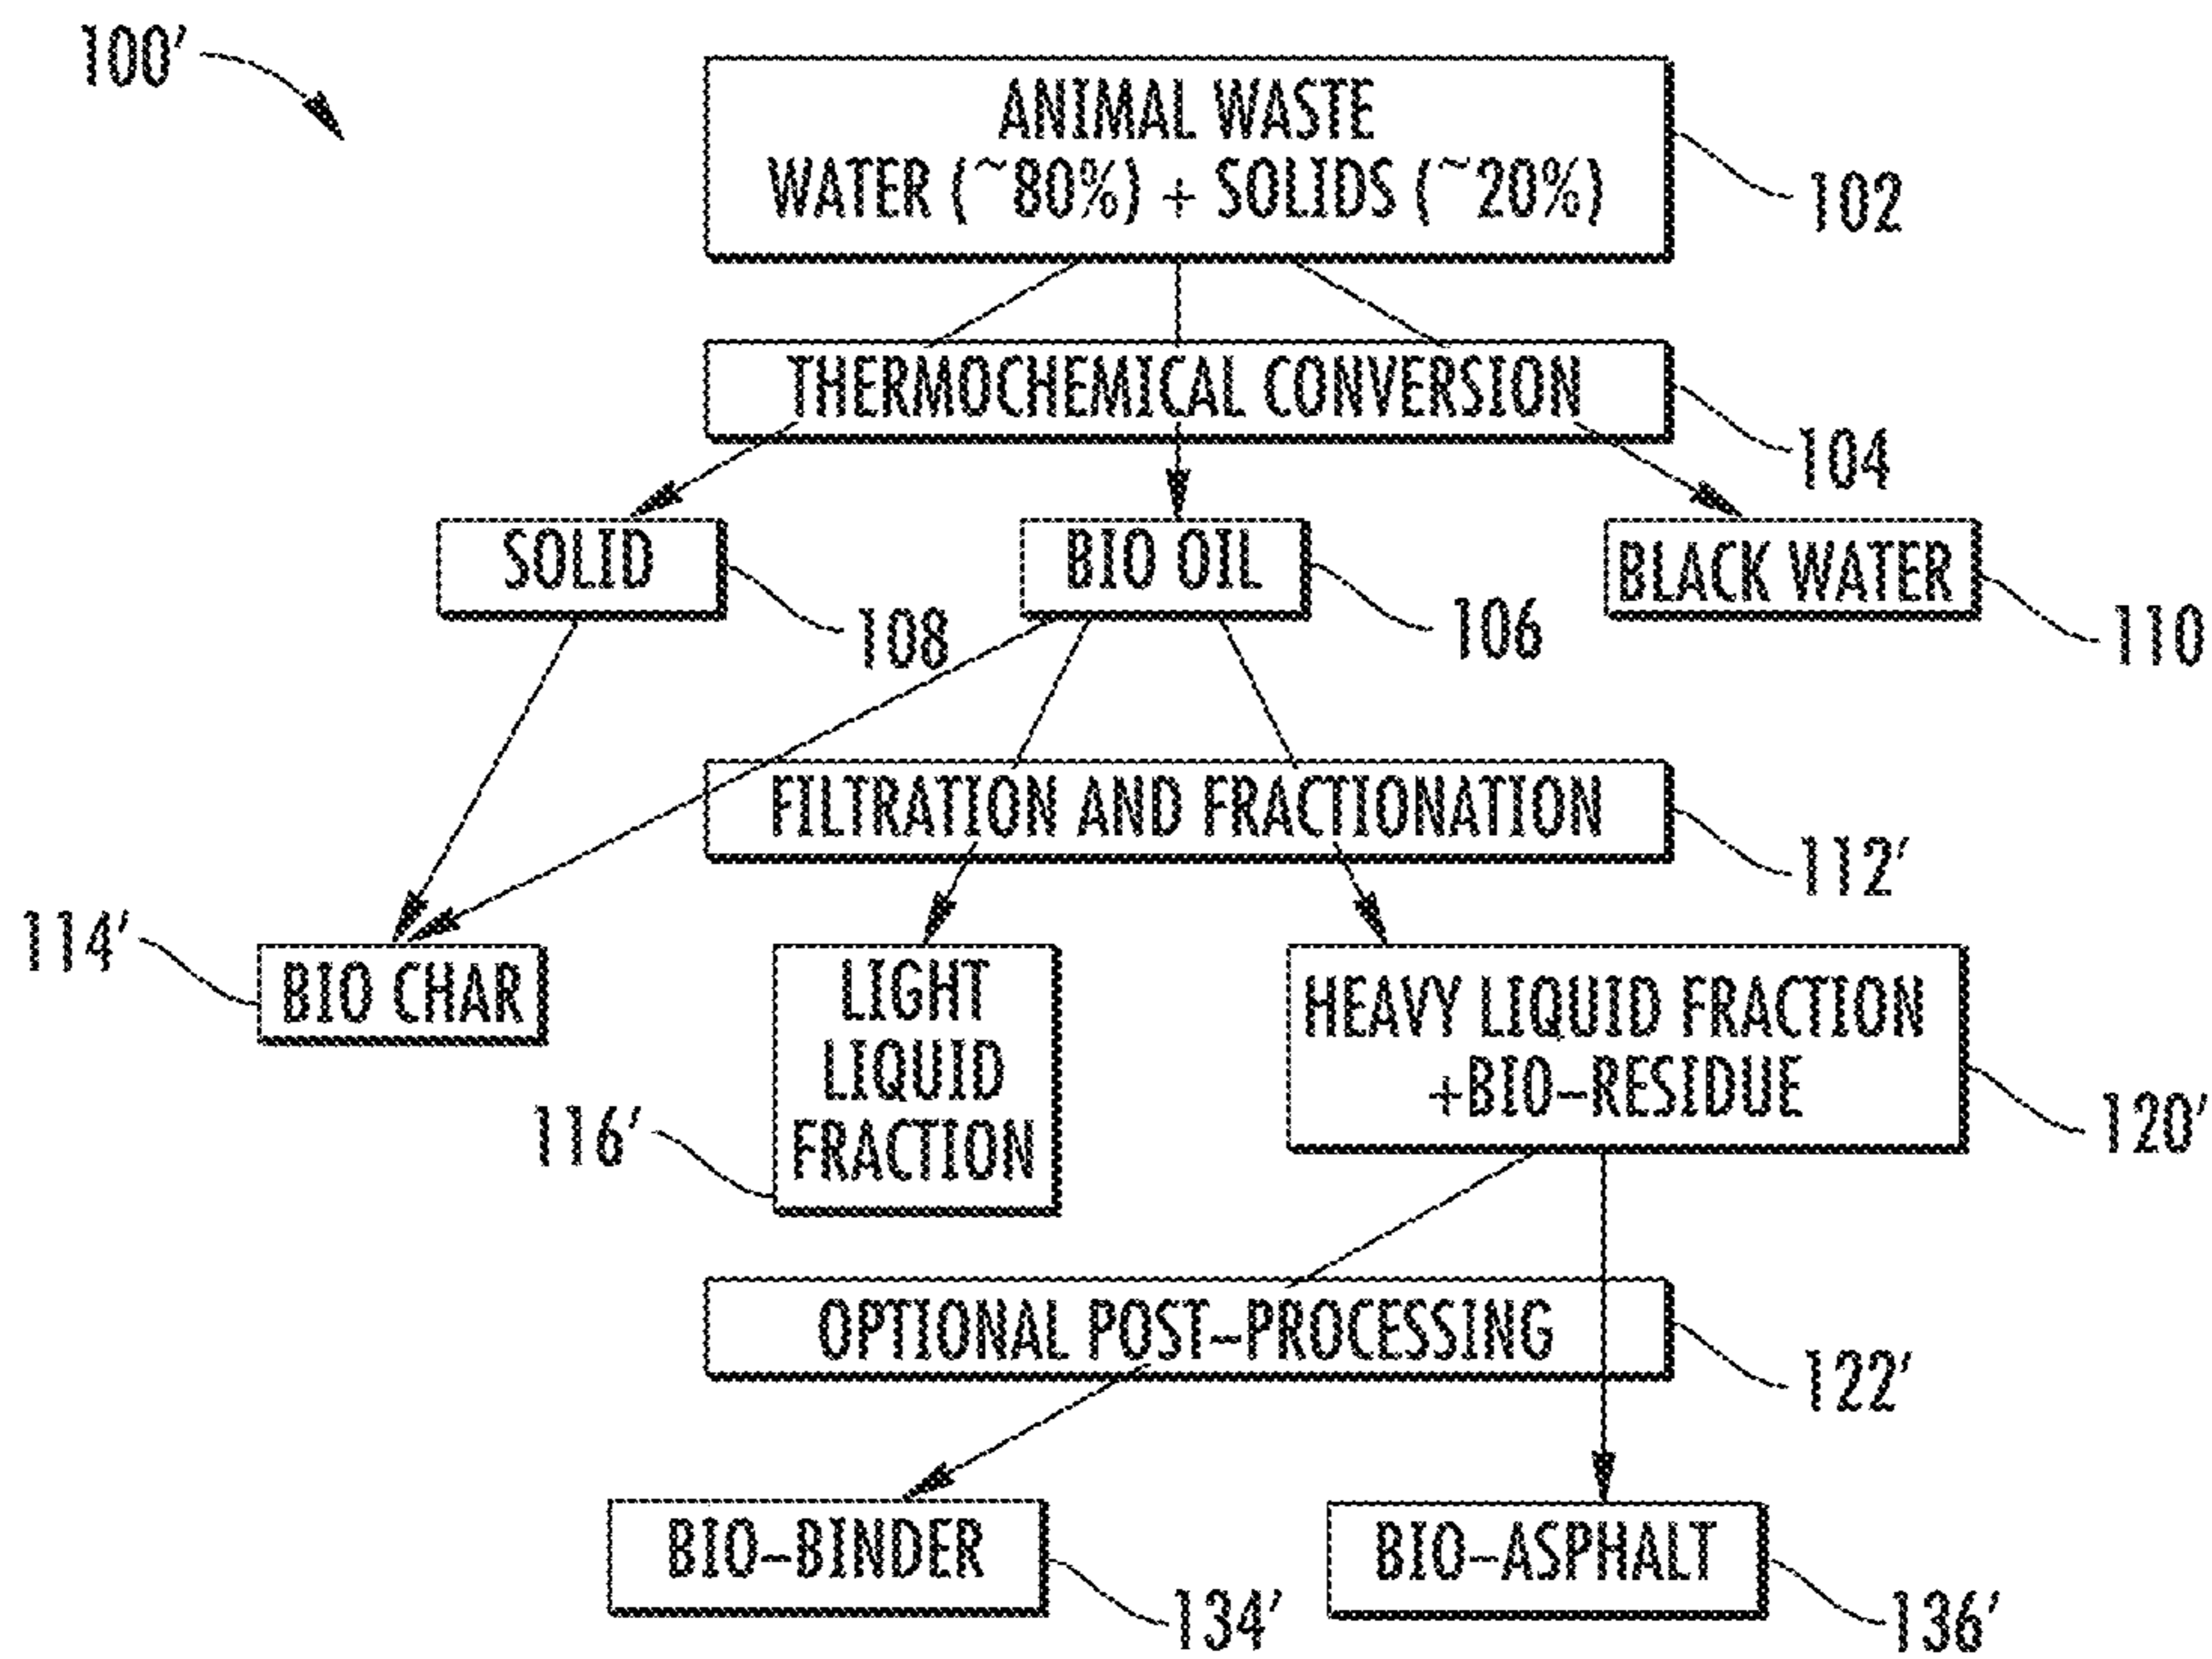 100'
ANIMAL WASTE
WATER (~80%) + SOLIDS (~20%)
102
THERMOCHEMICAL CONVERSION
104
SOLID
108
BIO OIL
106
BLACK WATER
110
FILTRATION AND FRACTIONATION
112'
114'
BIO CHAR
116'
LIGHT
LIQUID
FRACTION
HEAVY LIQUID FRACTION
+BIO-RESIDUE
120'
OPTIONAL POST-PROCESSING
122'
BIO-BINDER
134'
BIO-ASPHALT
136'